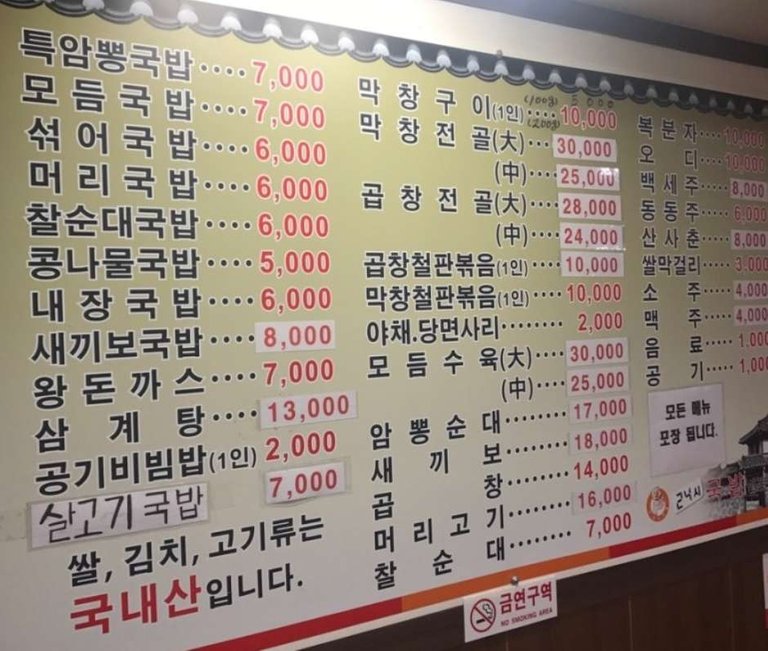 특암뽕국밥····7,000
모듬국밥····7,000
섞어국밥····6,000
머리국밥····6,000
찰순대국밥····6,000
콩나물국밥····5,000
내장국밥····6,000
새끼보국밥····8,000
왕돈까스····7,000
삼계탕····13,000
공기비빔밥(1인) 2,000
살고기국밥 7,000
쌀, 김치, 고기류는
국내산입니다.
(100g) 5,000
막창구이(1인)····10,000
(200g)
막창전골(大)···30,000
(中)····25,000
곱창전골(大)····28,000
(中)····24,000
곱창철판볶음(1인)····10,000
막창철판볶음(1인)····10,000
야채.당면사리········2,000
모듬수육(大)····30,000
(中)····25,000
암뽕순대········17,000
새끼보········18,000
곱창········14,000
머리고기········16,000
찰순대········7,000
복분자····10,000
오디····10,000
백세주····8,000
동동주····6,000
산사춘····8,000
쌀막걸리····3,000
소주····4,000
맥주····4,000
음료····1,000
공기····1,000
모든 메뉴
포장 됩니다.
금연구역
NO SMOKING AREA